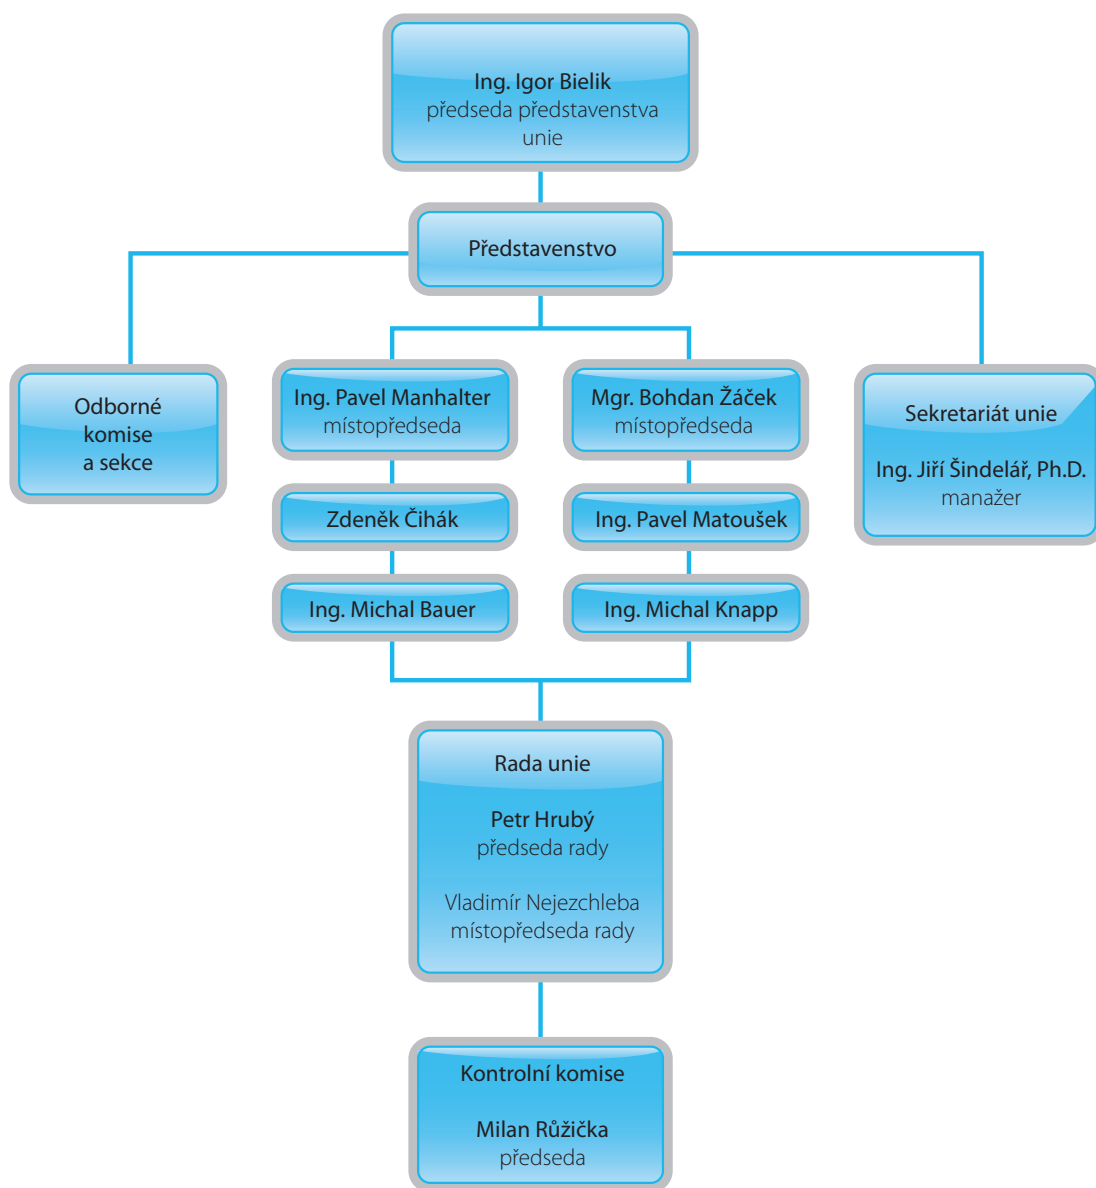 Ing. Igor Bielik
předseda představenstva
unie
Představenstvo
Odborné
komise
a sekce
Ing. Pavel Manhalter
místopředseda
Mgr. Bohdan Žáček
místopředseda
Sekretariát unie
Ing. Jiří Šindelář, Ph.D.
manažer
Zdeněk Čihák
Ing. Pavel Matoušek
Ing. Michal Bauer
Ing. Michal Knapp
Rada unie
Petr Hrubý
předseda rady
Vladimír Nejezchleba
místopředseda rady
Kontrolní komise
Milan Růžička
předseda